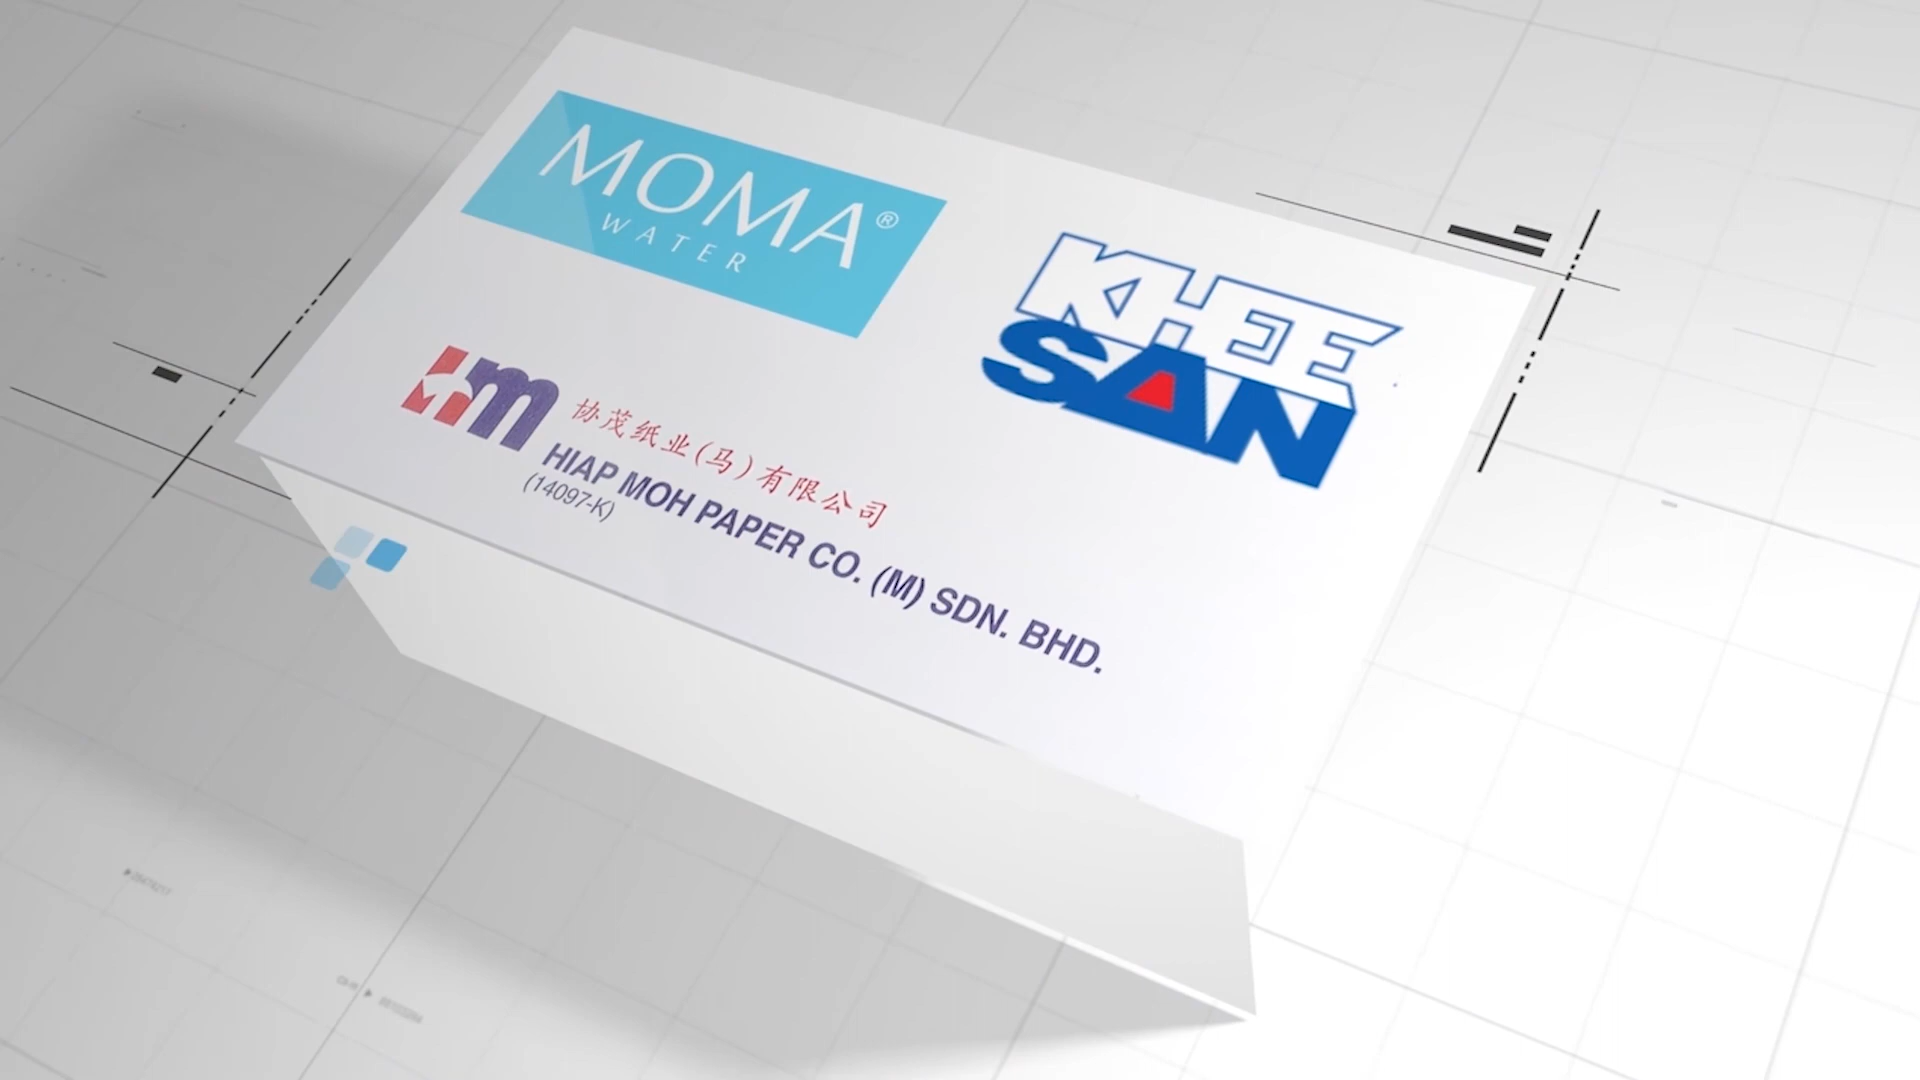 MOMA®
WATER
KHEE
SAN
Hm
协茂纸业(马)有限公司
HIAP MOH PAPER CO. (M) SDN. BHD.
(14097-K)